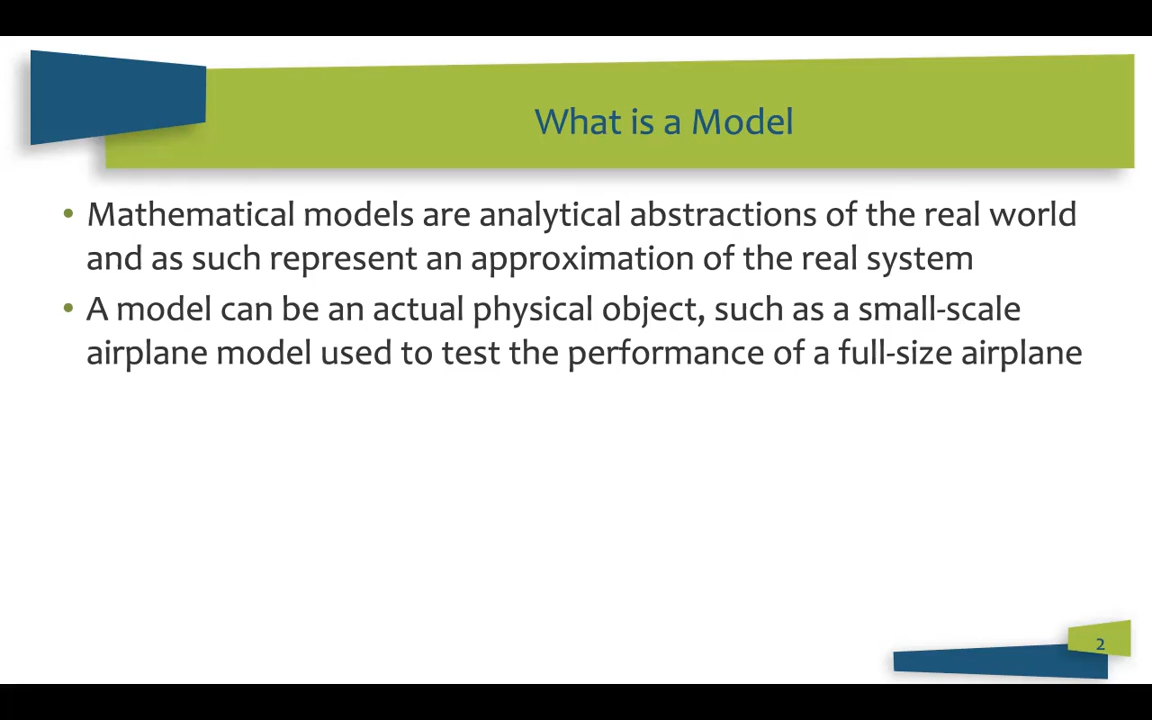 What is a Model
• Mathematical models are analytical abstractions of the real world
and as such represent an approximation of the real system
• A model can be an actual physical object, such as a small-scale
airplane model used to test the performance of a full-size airplane
2